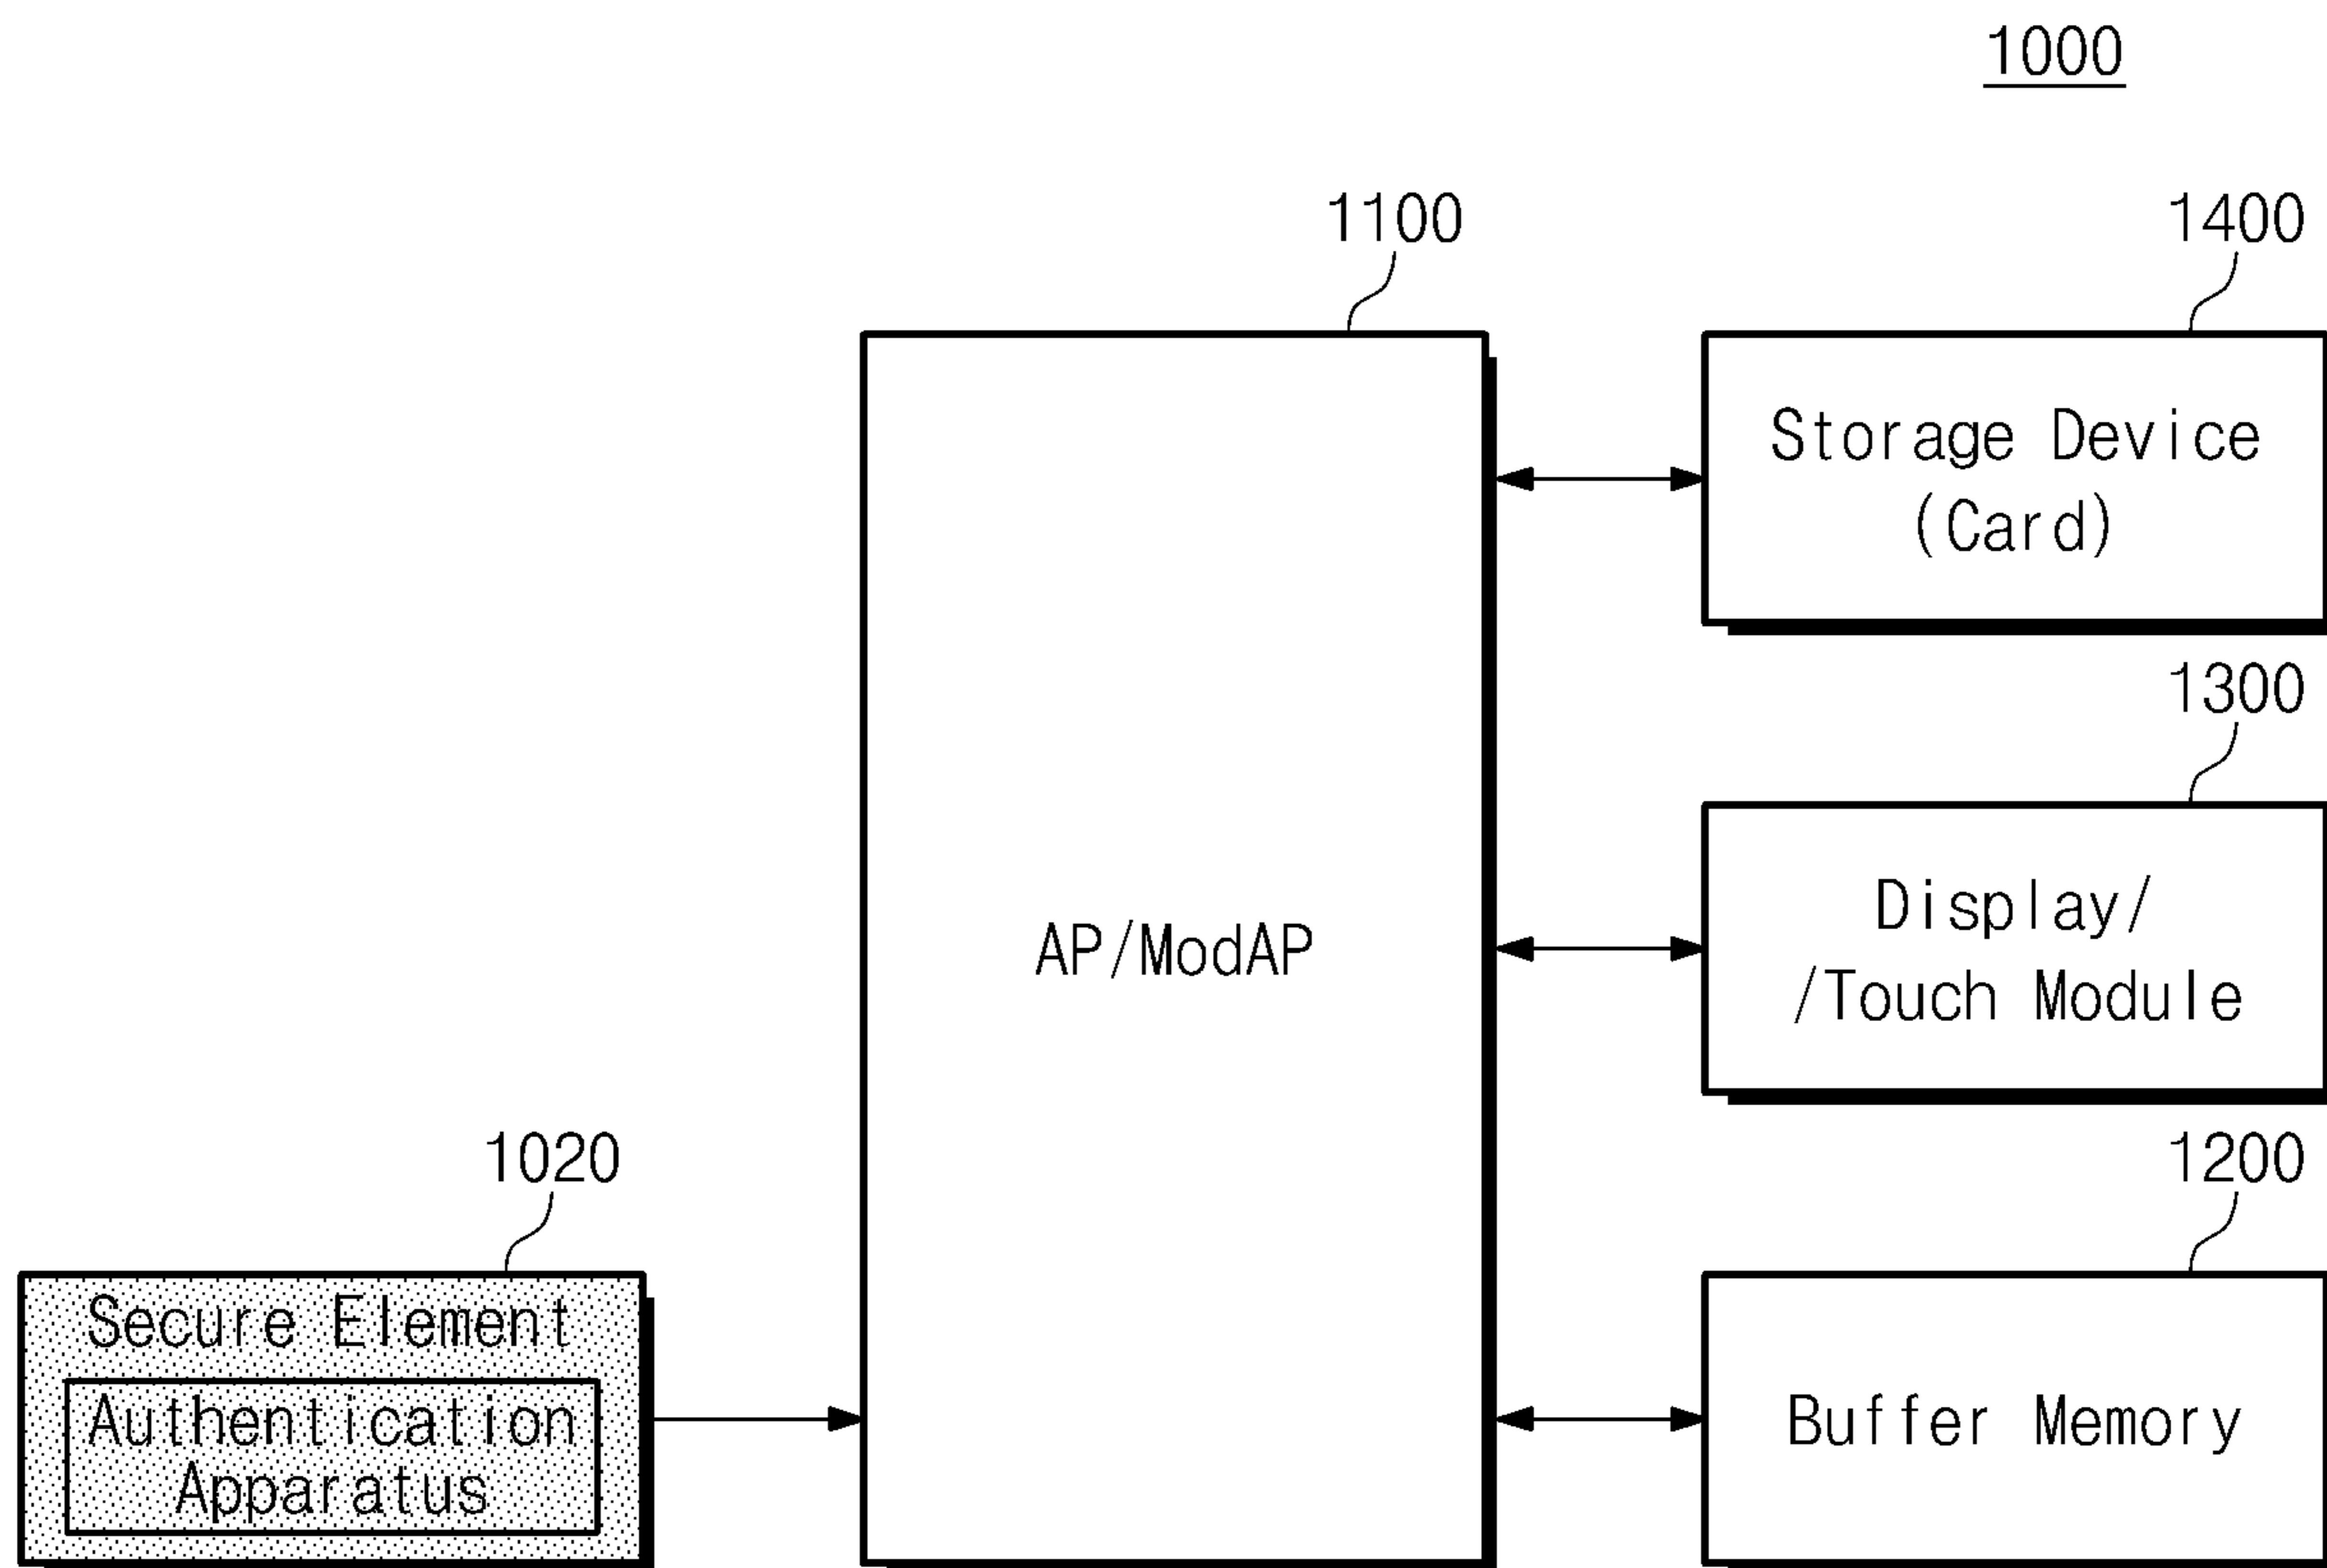 1000
1100
1400
Storage Device
(Card)
1300
AP/ModAP
Display/
/Touch Module
1020
1200
Secure Element
Authentication
Apparatus
Buffer Memory